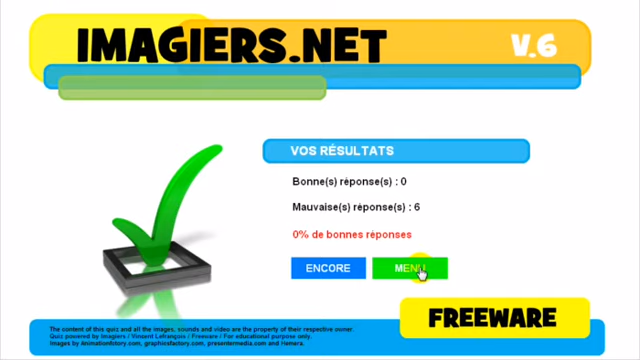 IMAGIERS.NET
V.6
VOS RÉSULTATS
Bonne(s) réponse(s) : 0
Mauvaise(s) réponse(s) : 6
0% de bonnes réponses
ENCORE
MENU
FREEWARE
The content of this quiz and all the images, sounds and video are the property of their respective owner.
Quiz powered by Imagiers / Vincent Lefrançois / Freeware / For educational purpose only.
Images by Animationfctory.com, graphicsfactory.com, presentermedia.com and Hemera.